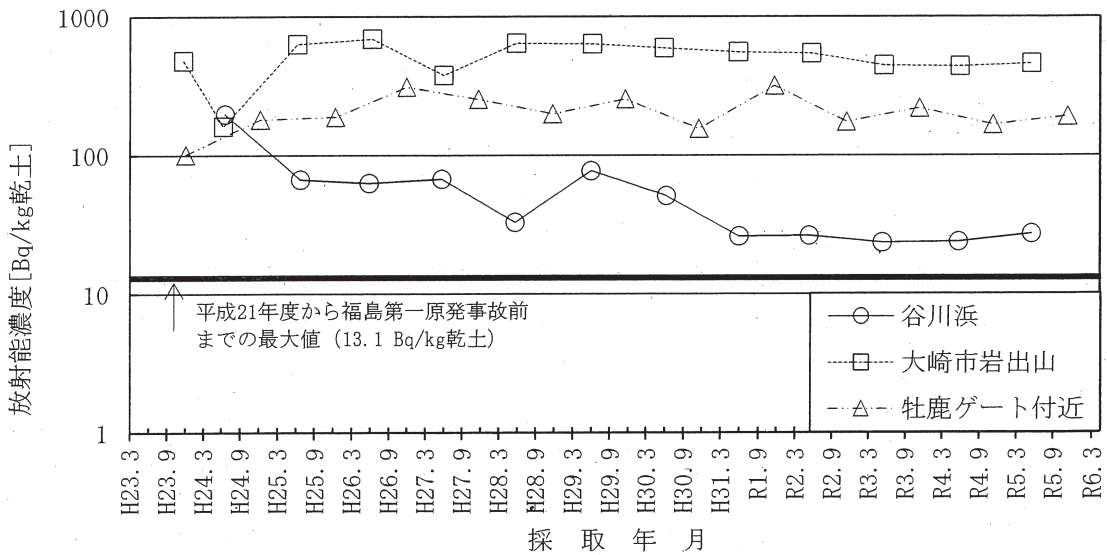 放射能濃度[Bq/kg乾土]
1000
100
10
1
平成21年度から福島第一原発事故前
までの最大値 (13.1 Bq/kg乾土)
谷川浜
大崎市岩出山
牡鹿ゲート付近
H23.3
H23.9
H24.3
H24.9
H25.3
H25.9
H26.3
H26.9
H27.3
H27.9
H28.3
H28.9
H29.3
H29.9
H30.3
H30.9
H31.3
R1.9
R2.3
R2.9
R3.3
R3.9
R4.3
R4.9
R5.3
R5.9
R6.3
採取年月